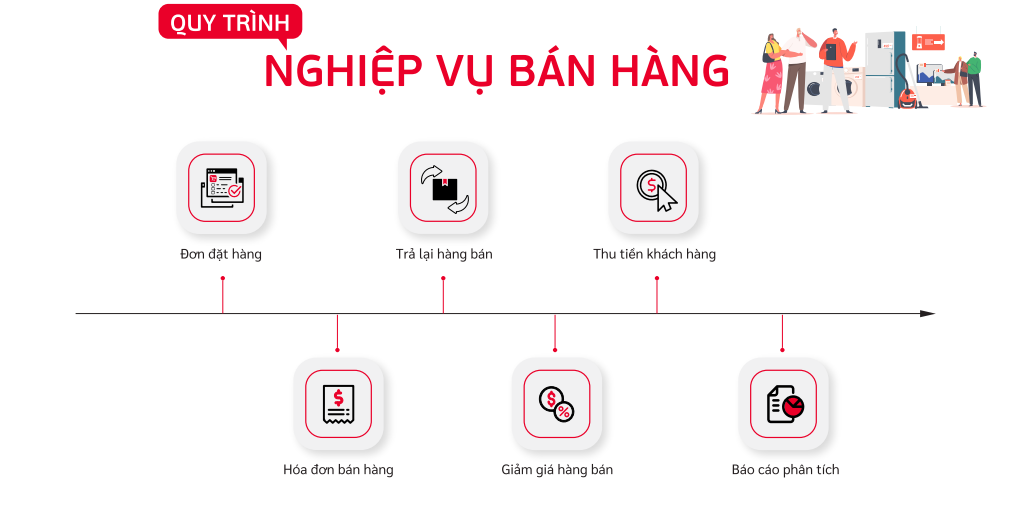 QUY TRÌNH
NGHIỆP VỤ BÁN HÀNG
Đơn đặt hàng
Trả lại hàng bán
Thu tiền khách hàng
Hóa đơn bán hàng
Giảm giá hàng bán
Báo cáo phân tích